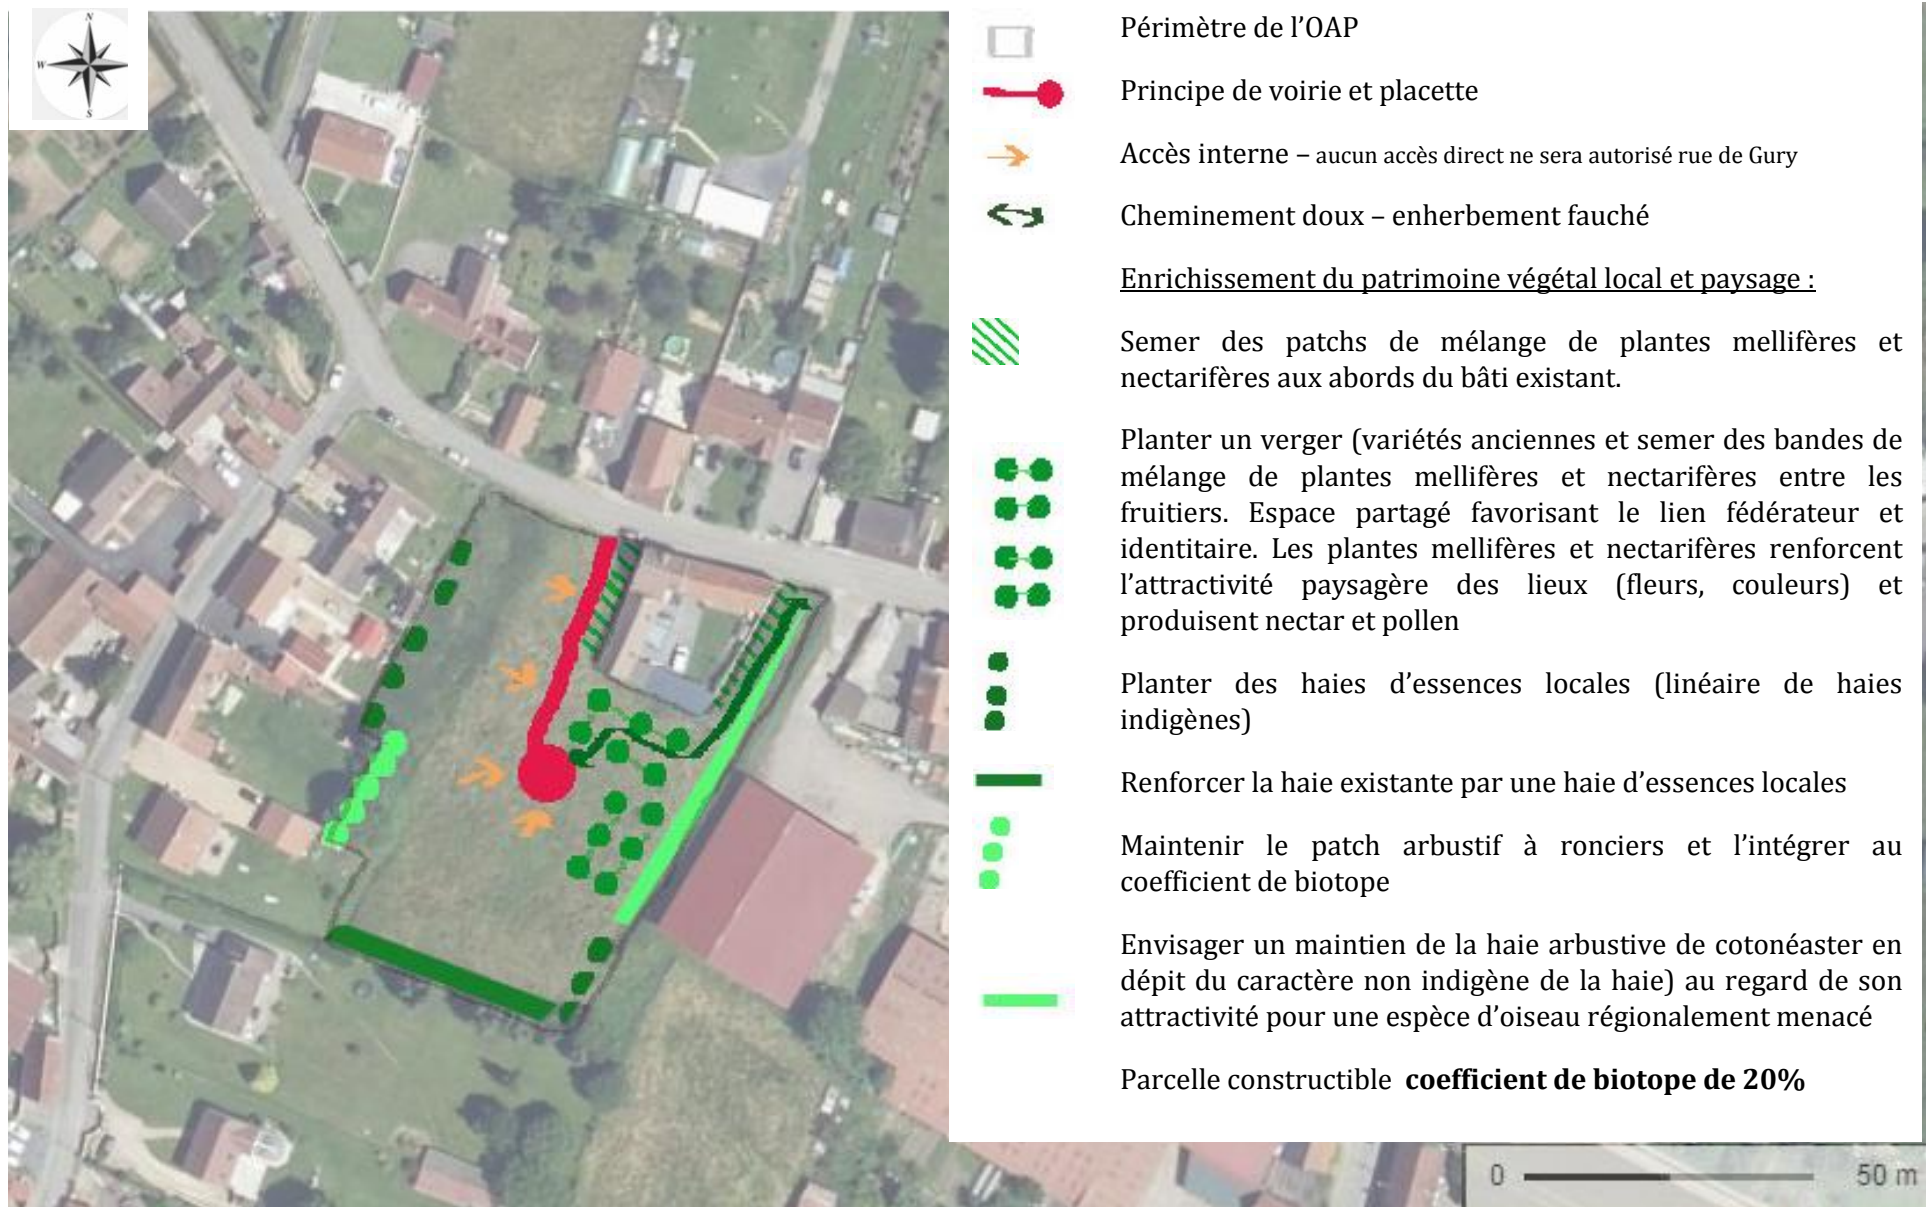 N
W
S
Périmètre de l’OAP
Principe de voirie et placette
Accès interne – aucun accès direct ne sera autorisé rue de Gury
Cheminement doux – enherbement fauché
Enrichissement du patrimoine végétal local et paysage :
Semer des patchs de mélange de plantes mellifères et
nectarifères aux abords du bâti existant.
Planter un verger (variétés anciennes et semer des bandes de
mélange de plantes mellifères et nectarifères entre les
fruitiers. Espace partagé favorisant le lien fédérateur et
identitaire. Les plantes mellifères et nectarifères renforcent
l’attractivité paysagère des lieux (fleurs, couleurs) et
produisent nectar et pollen
Planter des haies d’essences locales (linéaire de haies
indigènes)
Renforcer la haie existante par une haie d’essences locales
Maintenir le patch arbustif à ronciers et l’intégrer au
coefficient de biotope
Envisager un maintien de la haie arbustive de cotonéaster en
dépit du caractère non indigène de la haie) au regard de son
attractivité pour une espèce d’oiseau régionalement menacé
Parcelle constructible coefficient de biotope de 20%
0 50 m